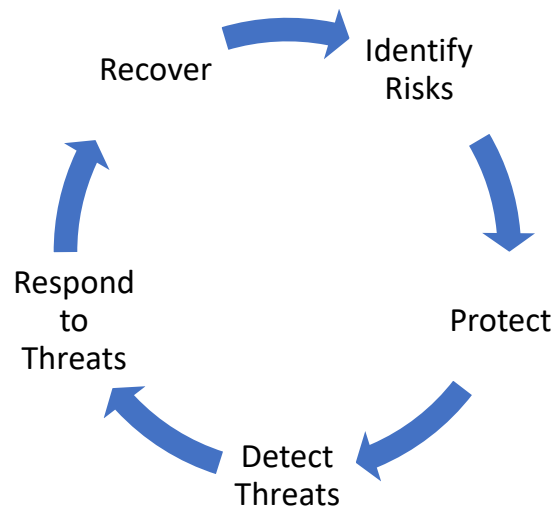 Recover
Identify
Risks
Protect
Detect
Threats
Respond
to
Threats